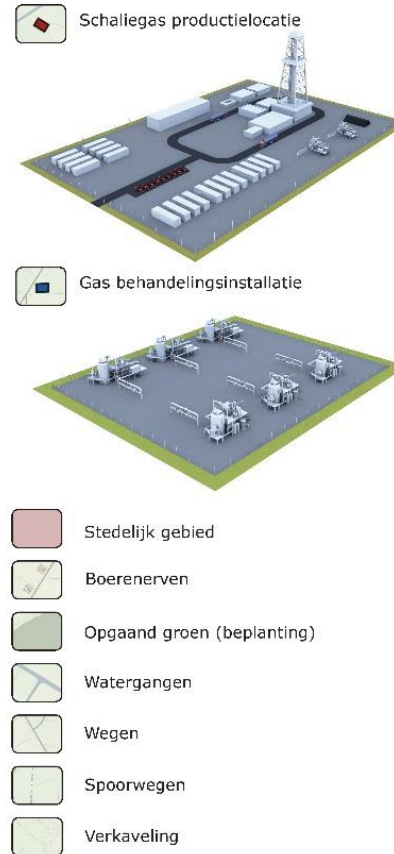 Schaliegas productielocatie
Gas behandelingsinstallatie
Stedelijk gebied
Boerenerven
Opgaand groen (beplanting)
Watergangen
Wegen
Spoorwegen
Verkaveling